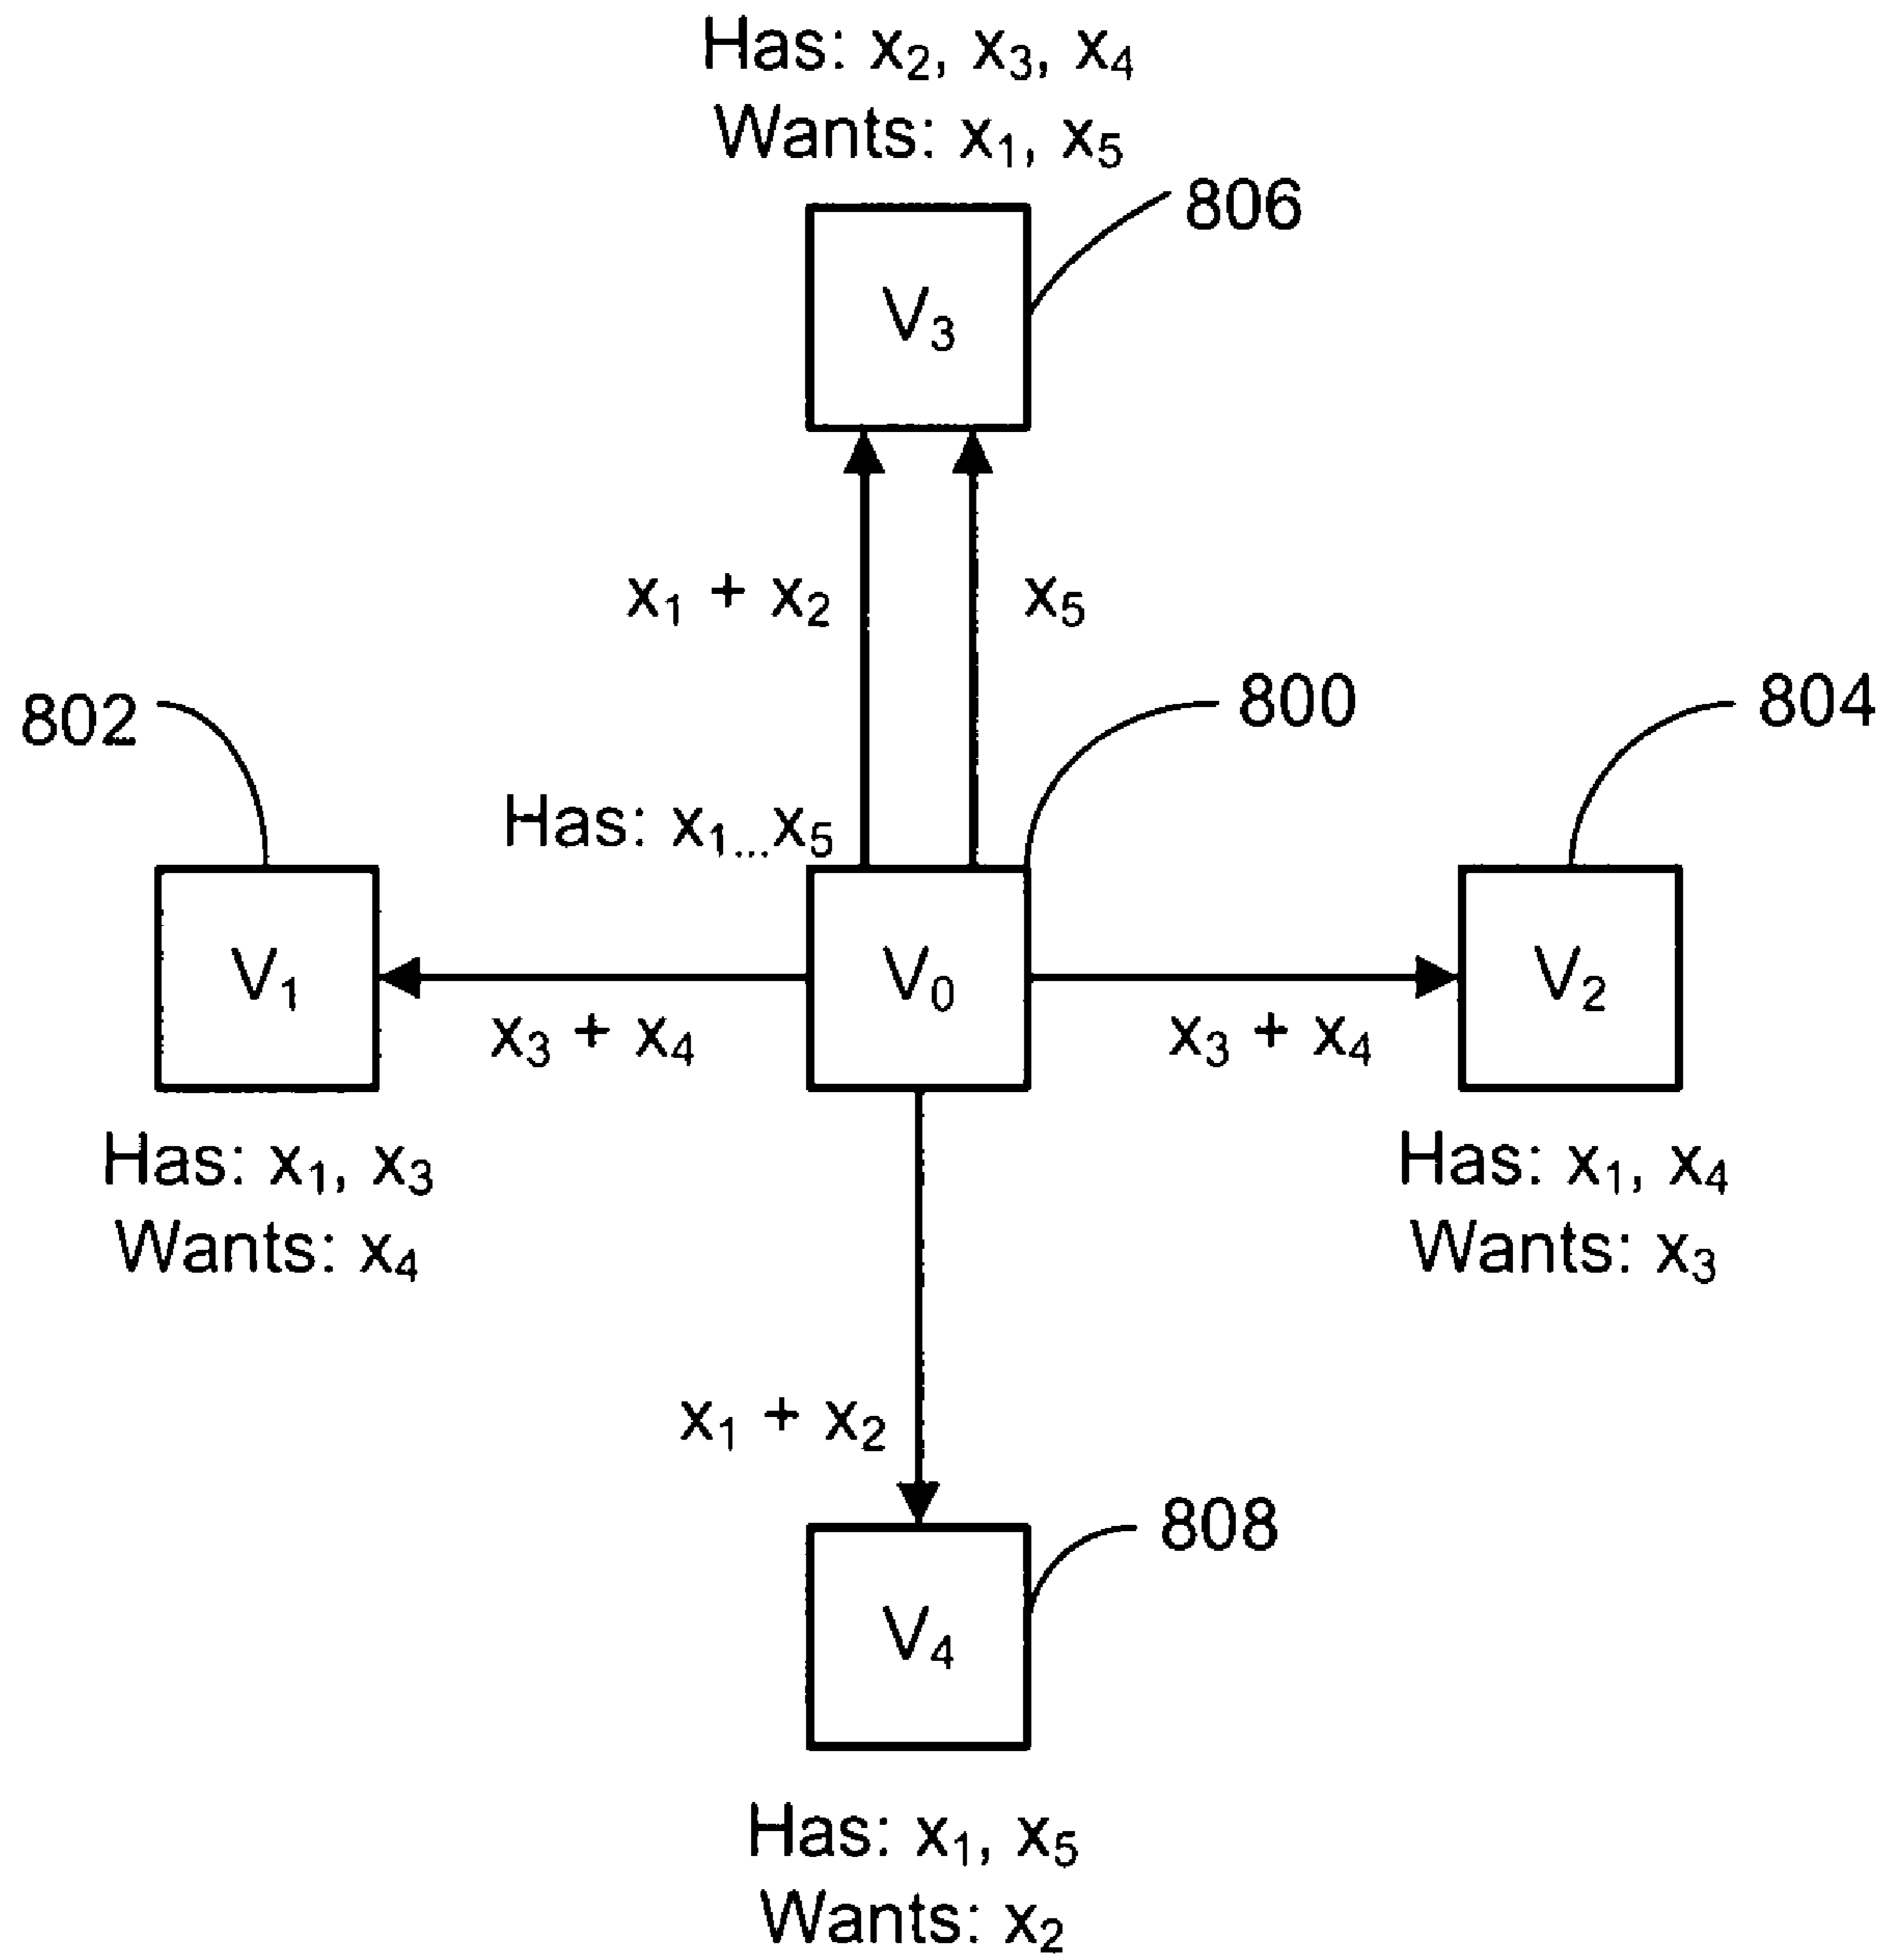 Has: x₂, x₃, x₄
Wants: x₁, x₅
806
V₃
x₁ + x₂
x₅
802
800
804
Has: x₁...x₅
V₁
V₀
V₂
x₃ + x₄
x₃ + x₄
Has: x₁, x₃
Wants: x₄
Has: x₁, x₄
Wants: x₃
x₁ + x₂
808
V₄
Has: x₁, x₅
Wants: x₂